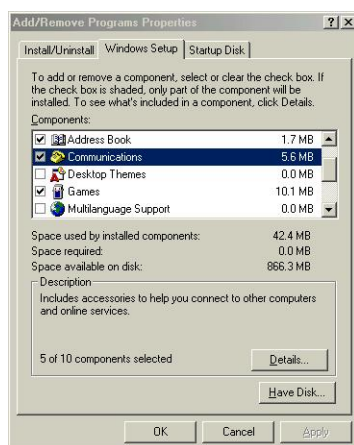 Add/Remove Programs Properties
Install/Uninstall Windows Setup Startup Disk
To add or remove a component, select or clear the check box. If
the check box is shaded, only part of the component will be
installed. To see what's included in a component, click Details.
Components:
Address Book 1.7 MB
Communications 5.6 MB
Desktop Themes 0.0 MB
Games 10.1 MB
Multilanguage Support 0.0 MB
Space used by installed components: 42.4 MB
Space required: 0.0 MB
Space available on disk: 866.3 MB
Description
Includes accessories to help you connect to other computers
and online services.
5 of 10 components selected Details...
Have Disk...
OK Cancel Apply